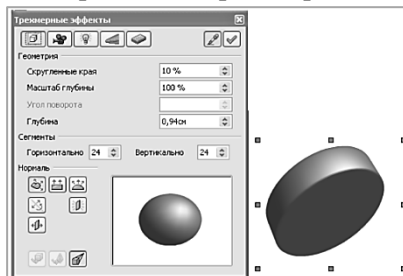 Трехмерные эффекты
Геометрия
Скругленные края 10 %
Масштаб глубины 100 %
Угол поворота
Глубина 0,94см
Сегменты
Горизонтально 24 Вертикально 24
Нормаль